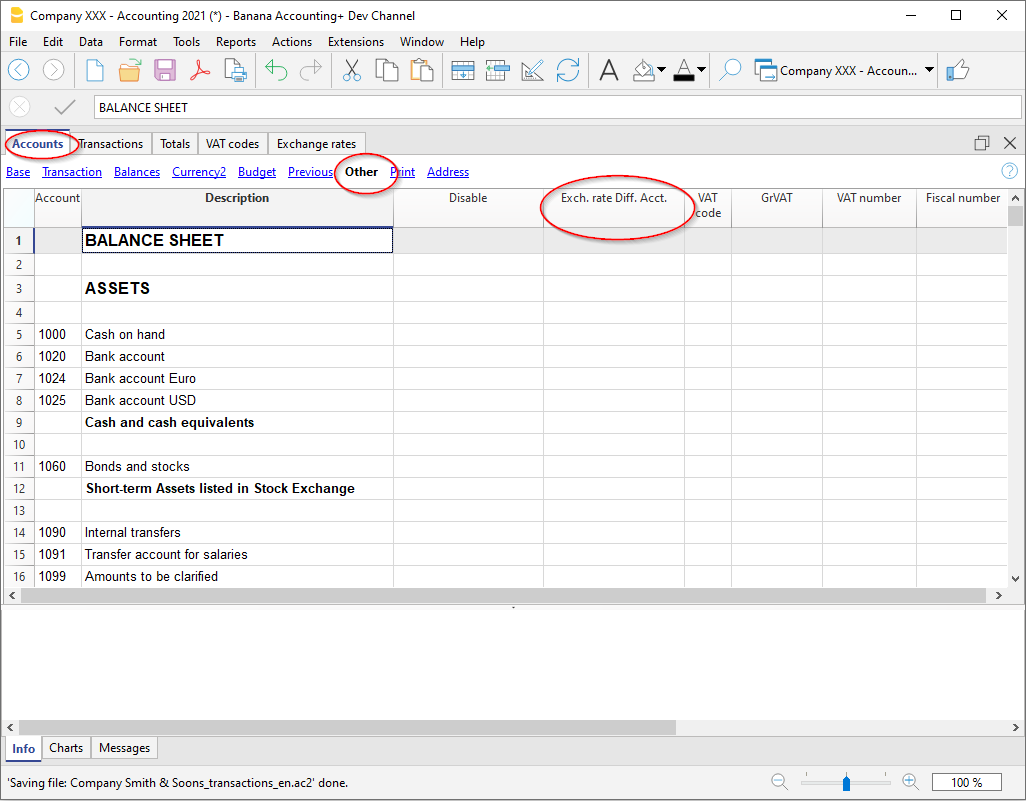 Company XXX - Accounting 2021 (*) - Banana Accounting+ Dev Channel
File Edit Data Format Tools Reports Actions Extensions Window Help
Company XXX - Accoun...
BALANCE SHEET
Accounts Transactions Totals VAT codes Exchange rates
Base Transaction Balances Currency2 Budget Previous Other Print Address
Account Description Disable Exch. rate Diff. Acct. VAT code GrVAT VAT number Fiscal number
1 BALANCE SHEET
2
3 ASSETS
4
5 1000 Cash on hand
6 1020 Bank account
7 1024 Bank account Euro
8 1025 Bank account USD
9 Cash and cash equivalents
10
11 1060 Bonds and stocks
12 Short-term Assets listed in Stock Exchange
13
14 1090 Internal transfers
15 1091 Transfer account for salaries
16 1099 Amounts to be clarified
Info Charts Messages
'Saving file: Company Smith & Soons_transactions_en.ac2' done.
100 %